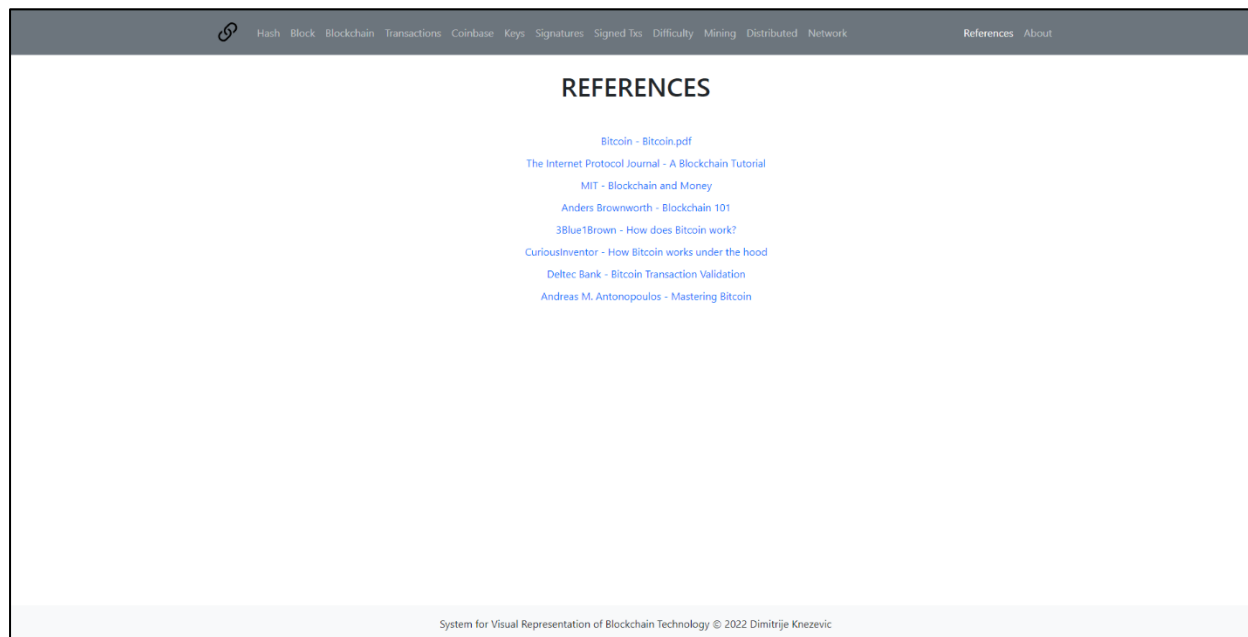 Hash Block Blockchain Transactions Coinbase Keys Signatures Signed Txs Difficulty Mining Distributed Network References About
REFERENCES
Bitcoin - Bitcoin.pdf
The Internet Protocol Journal - A Blockchain Tutorial
MIT - Blockchain and Money
Anders Brownworth - Blockchain 101
3Blue1Brown - How does Bitcoin work?
CuriousInventor - How Bitcoin works under the hood
Deltec Bank - Bitcoin Transaction Validation
Andreas M. Antonopoulos - Mastering Bitcoin
System for Visual Representation of Blockchain Technology © 2022 Dimitrije Knezevic